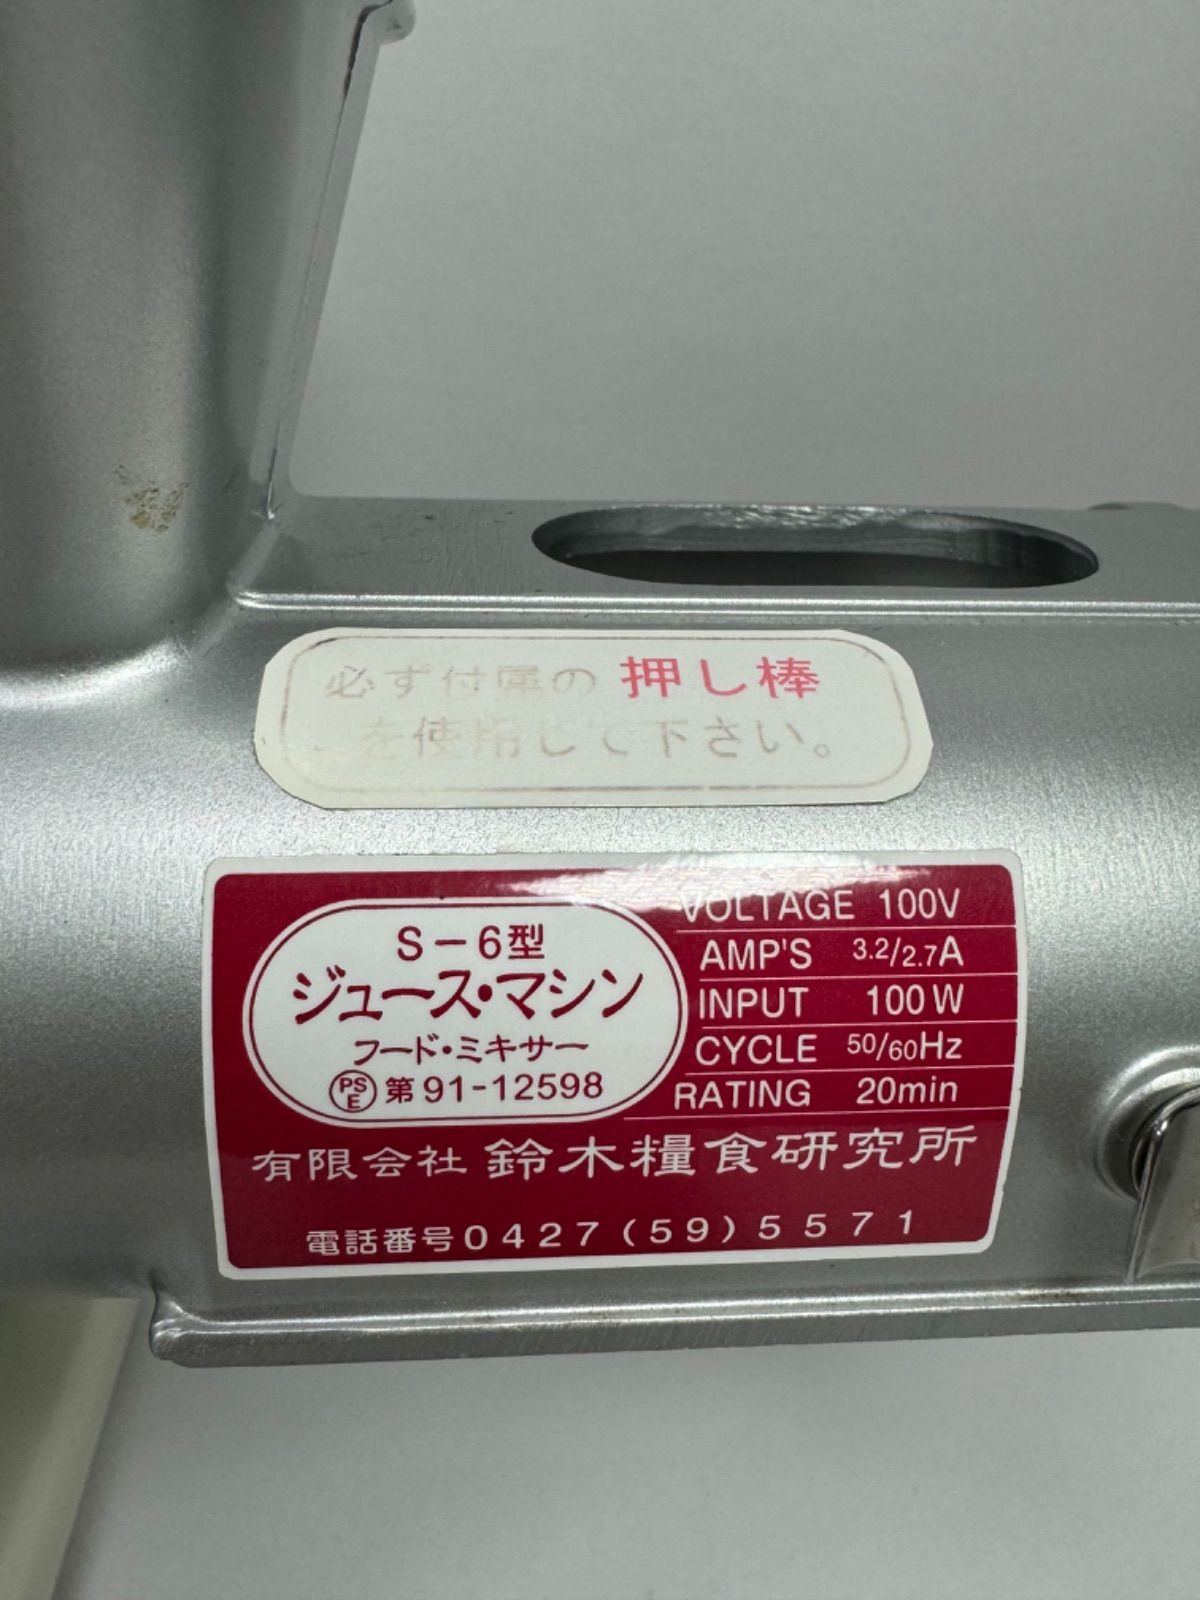 必ず付属の 押し棒
を使用して下さい。
S-6型
ジュース・マシン
フード・ミキサー
PSE 第91-12598
VOLTAGE 100V
AMP'S 3.2/2.7A
INPUT 100W
CYCLE 50/60Hz
RATING 20min
有限会社 鈴木糧食研究所
電話番号0427(59)5571